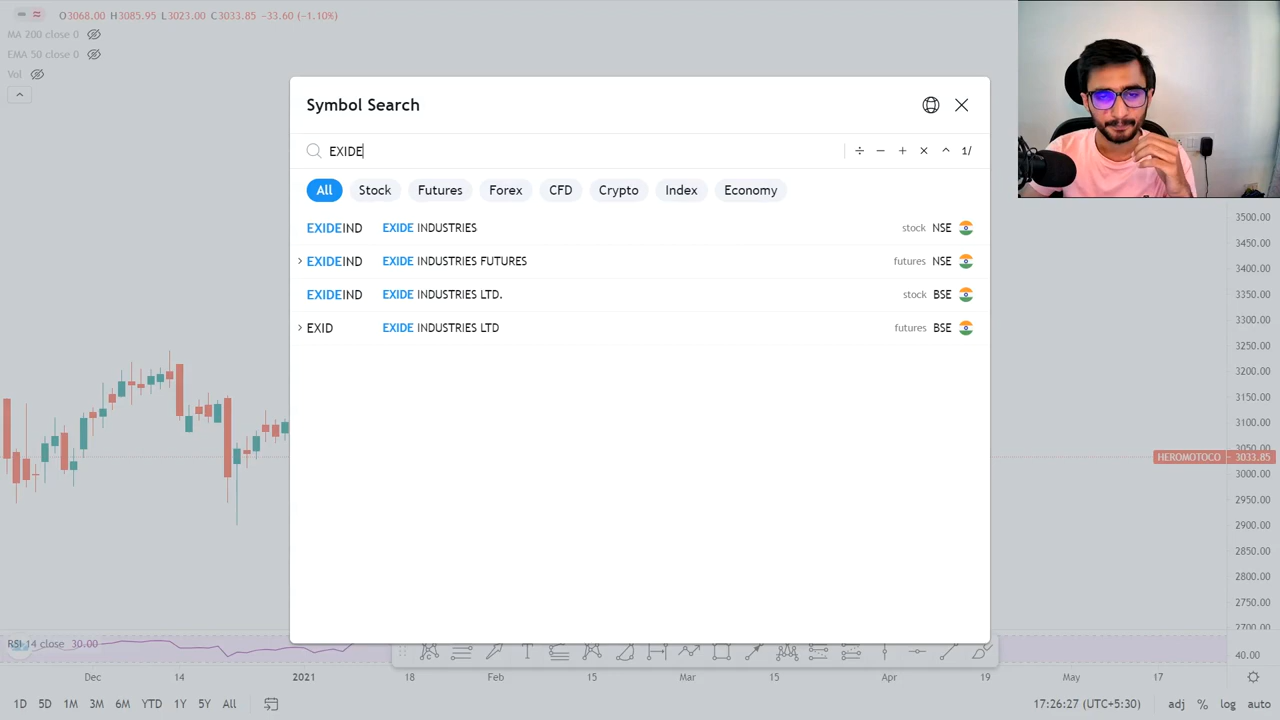 O3068.00 H3085.95 L3023.00 C3033.85 −33.60 (−1.10%)
MA 200 close 0
EMA 50 close 0
Vol
Symbol Search
EXIDE
÷ − + × ^ 1/
All Stock Futures Forex CFD Crypto Index Economy
EXIDEIND EXIDE INDUSTRIES stock NSE
EXIDEIND EXIDE INDUSTRIES FUTURES futures NSE
EXIDEIND EXIDE INDUSTRIES LTD. stock BSE
EXID EXIDE INDUSTRIES LTD futures BSE
3500.00
3450.00
3400.00
3350.00
3300.00
3250.00
3200.00
3150.00
3100.00
3050.00
HEROMOTOCO 3033.85
3000.00
2950.00
2900.00
2850.00
2800.00
2750.00
2700.00
RSI 14 close 30.00
40.00
Dec 14 2021 18 Feb 15 Mar 15 Apr 19 May 17
1D 5D 1M 3M 6M YTD 1Y 5Y All 17:26:27 (UTC+5:30) adj % log auto